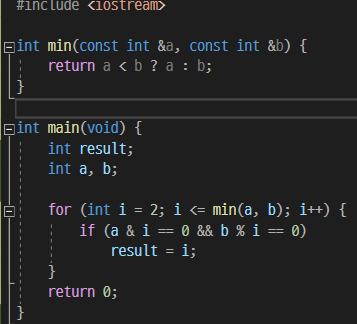 #include <iostream>
int min(const int &a, const int &b) {
return a < b ? a : b;
}
int main(void) {
int result;
int a, b;
for (int i = 2; i <= min(a, b); i++) {
if (a & i == 0 && b % i == 0)
result = i;
}
return 0;
}